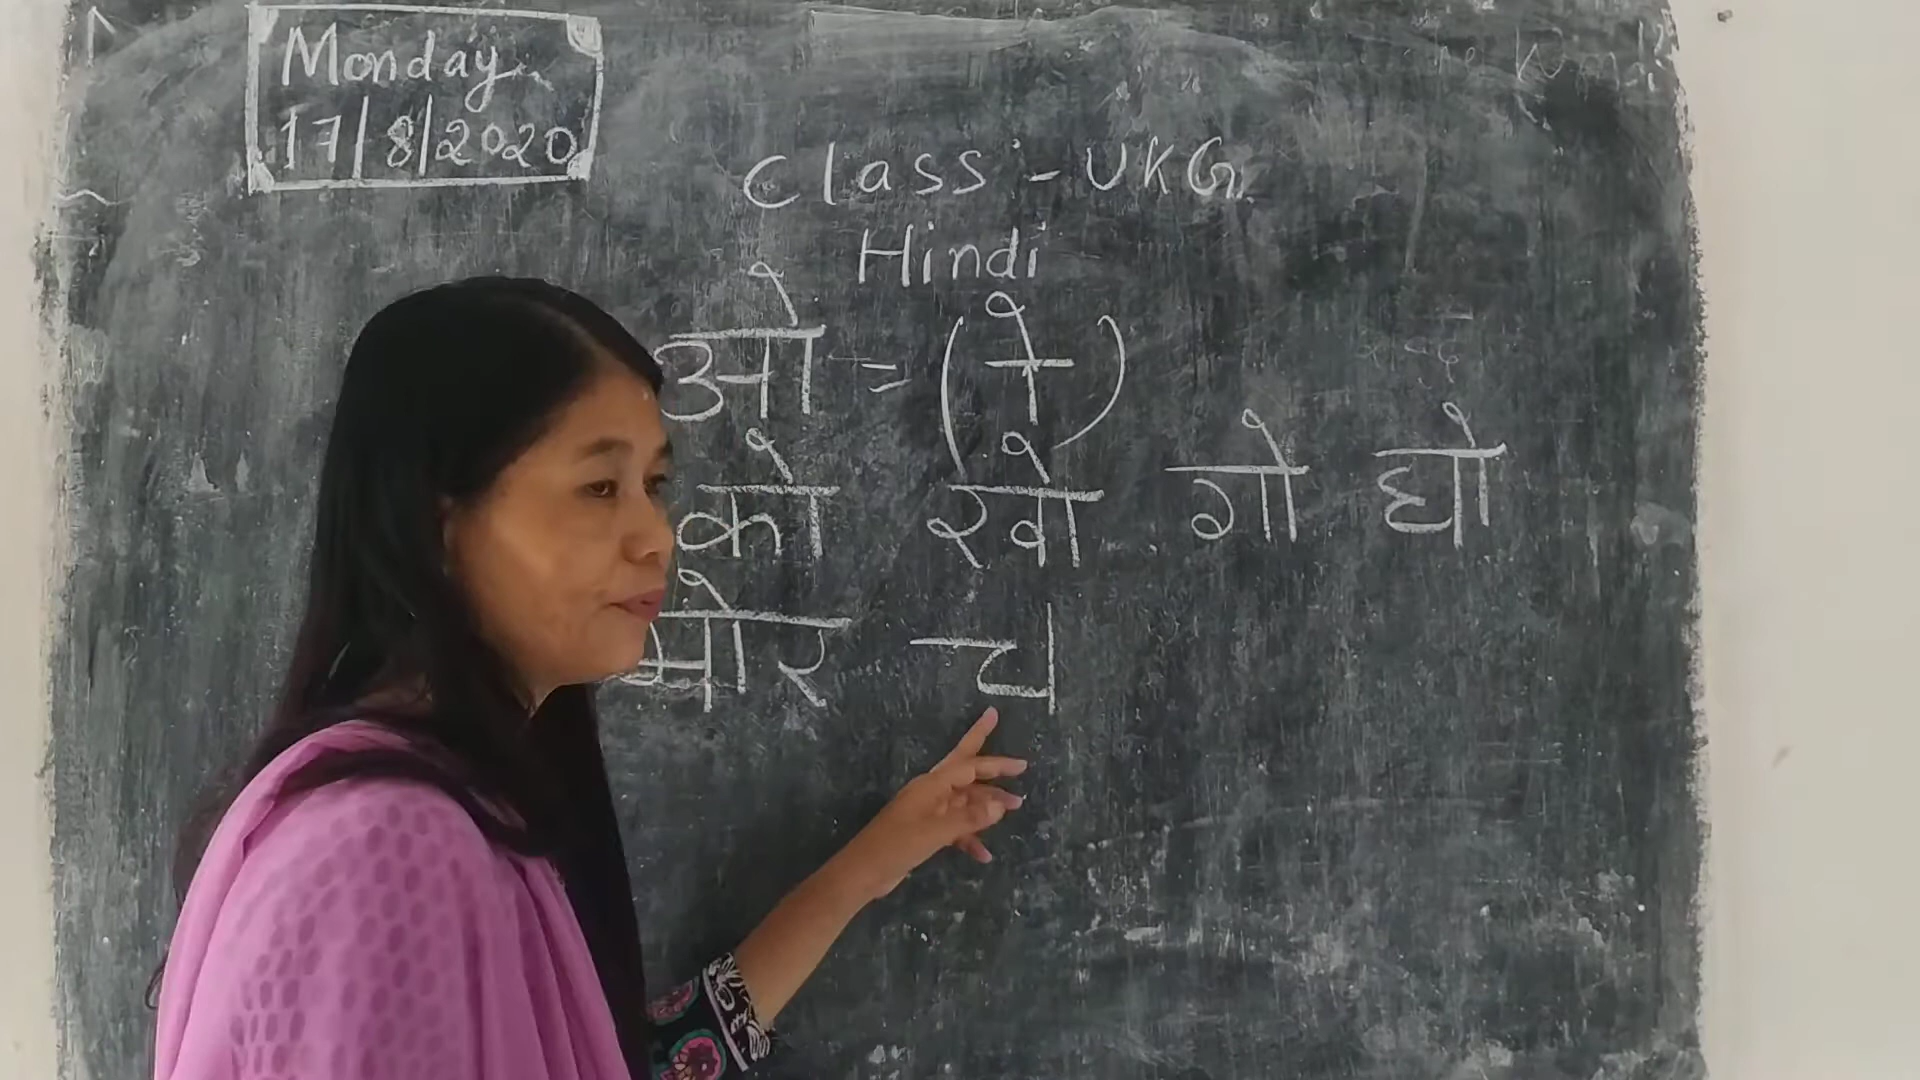 Monday
17/8/2020
Class:-UKG.
Hindi
ओ = (ो)
को खो गो घो
मोर च